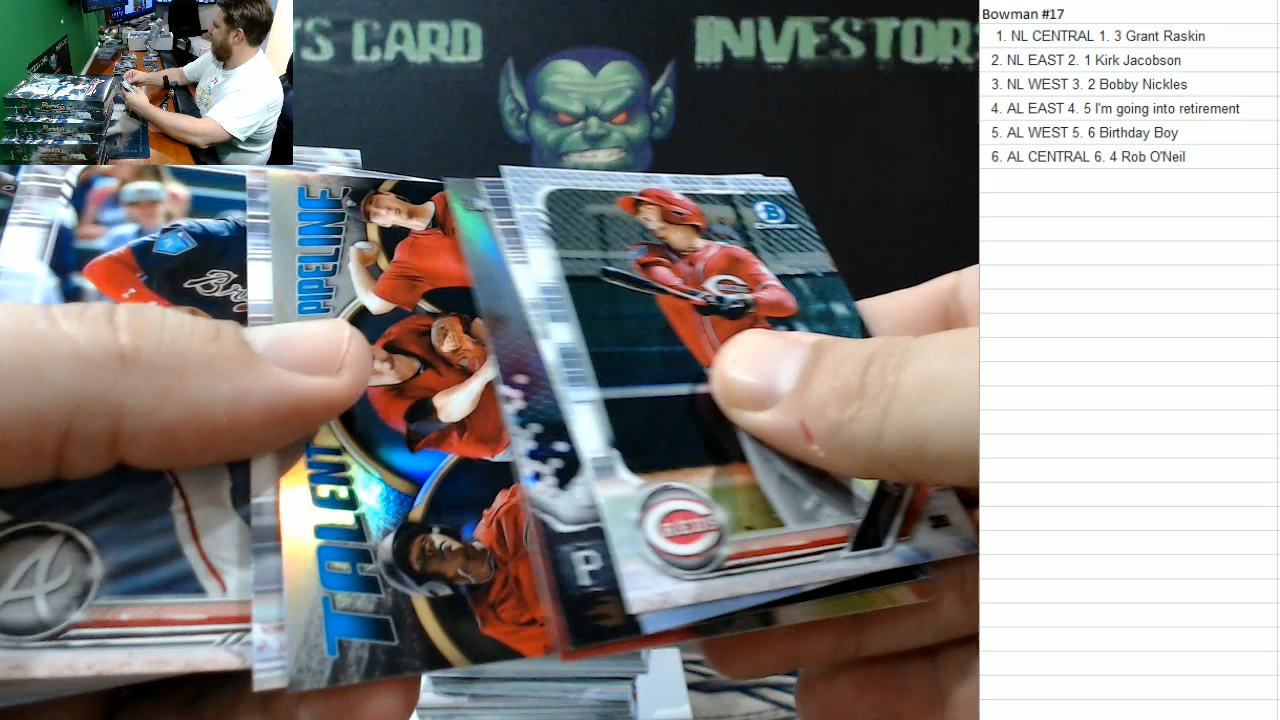 TS CARD INVESTOR
Bowman #17
1. NL CENTRAL 1. 3 Grant Raskin
2. NL EAST 2. 1 Kirk Jacobson
3. NL WEST 3. 2 Bobby Nickles
4. AL EAST 4. 5 I'm going into retirement
5. AL WEST 5. 6 Birthday Boy
6. AL CENTRAL 6. 4 Rob O'Neil
PIPELINE
TALENT
B
REDS
P
A